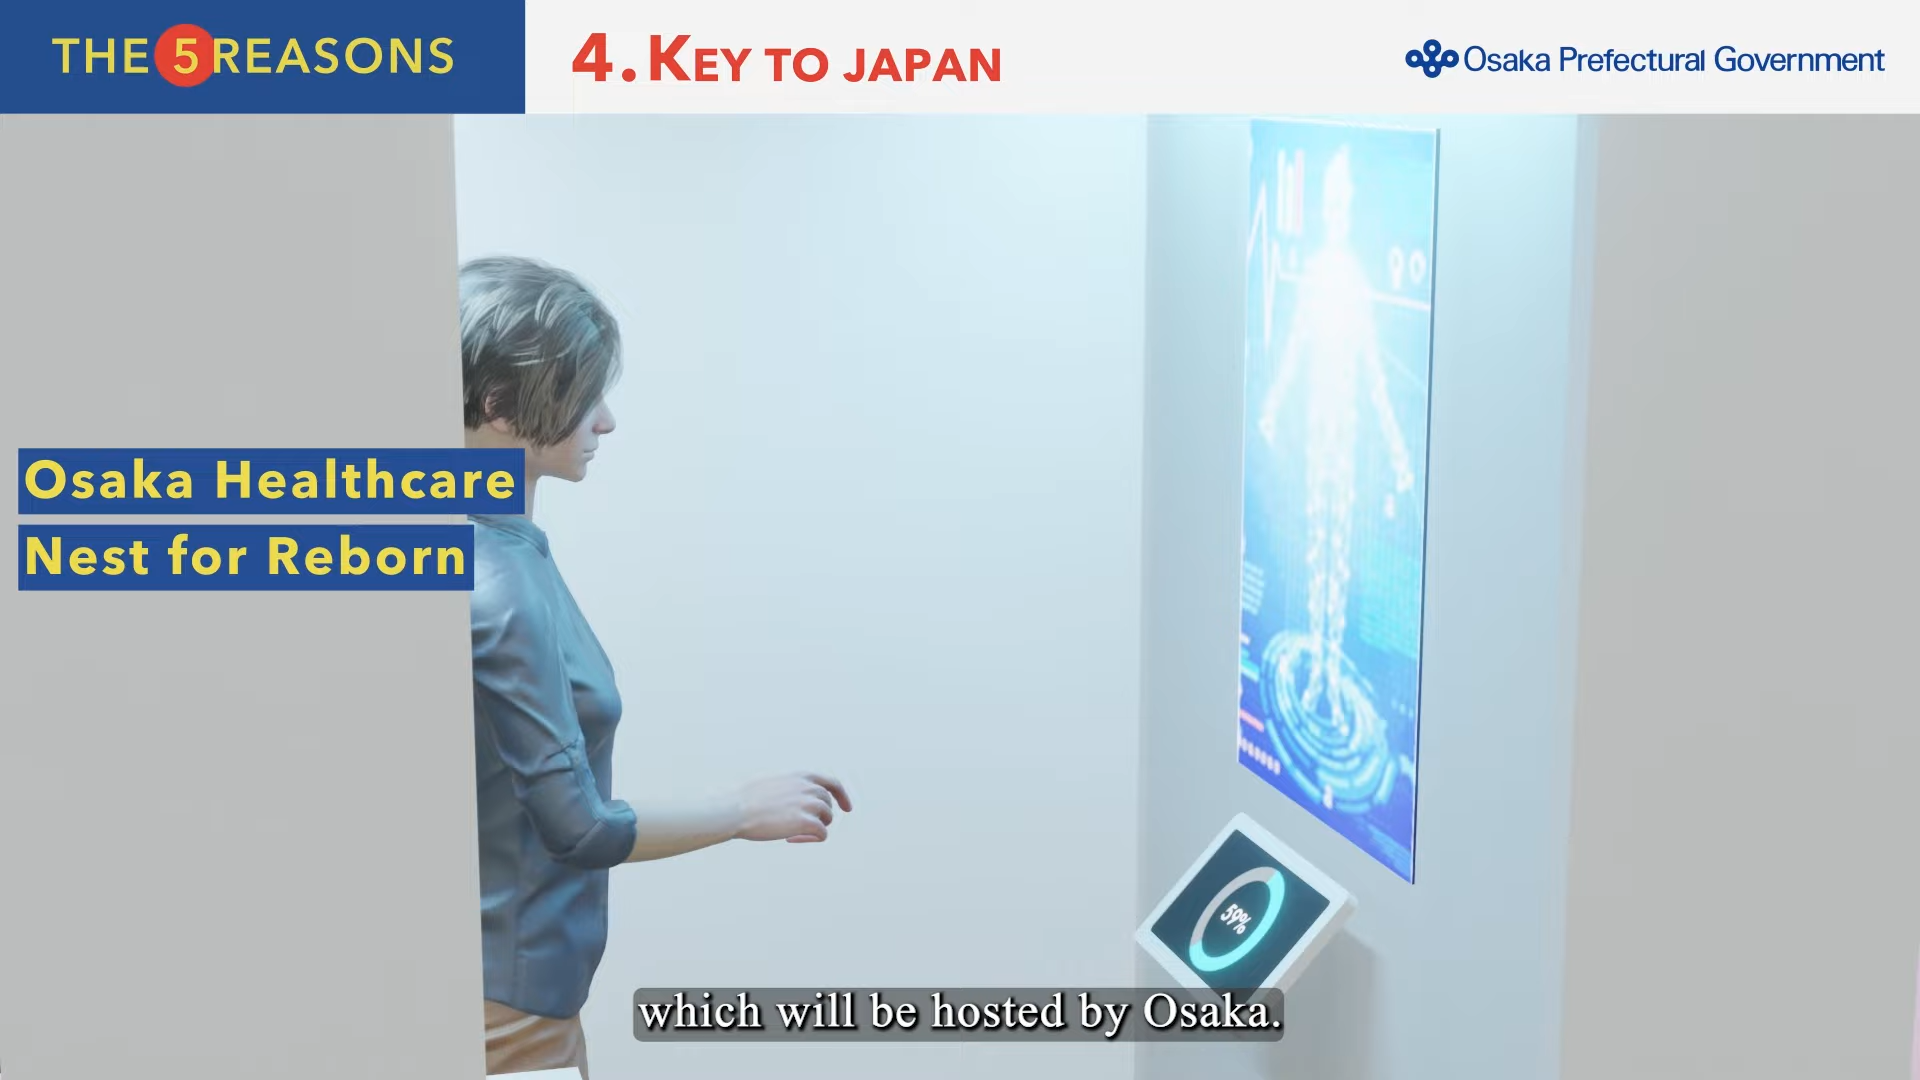 THE 5 REASONS
4. KEY TO JAPAN
Osaka Prefectural Government
Osaka Healthcare
Nest for Reborn
59%
which will be hosted by Osaka.